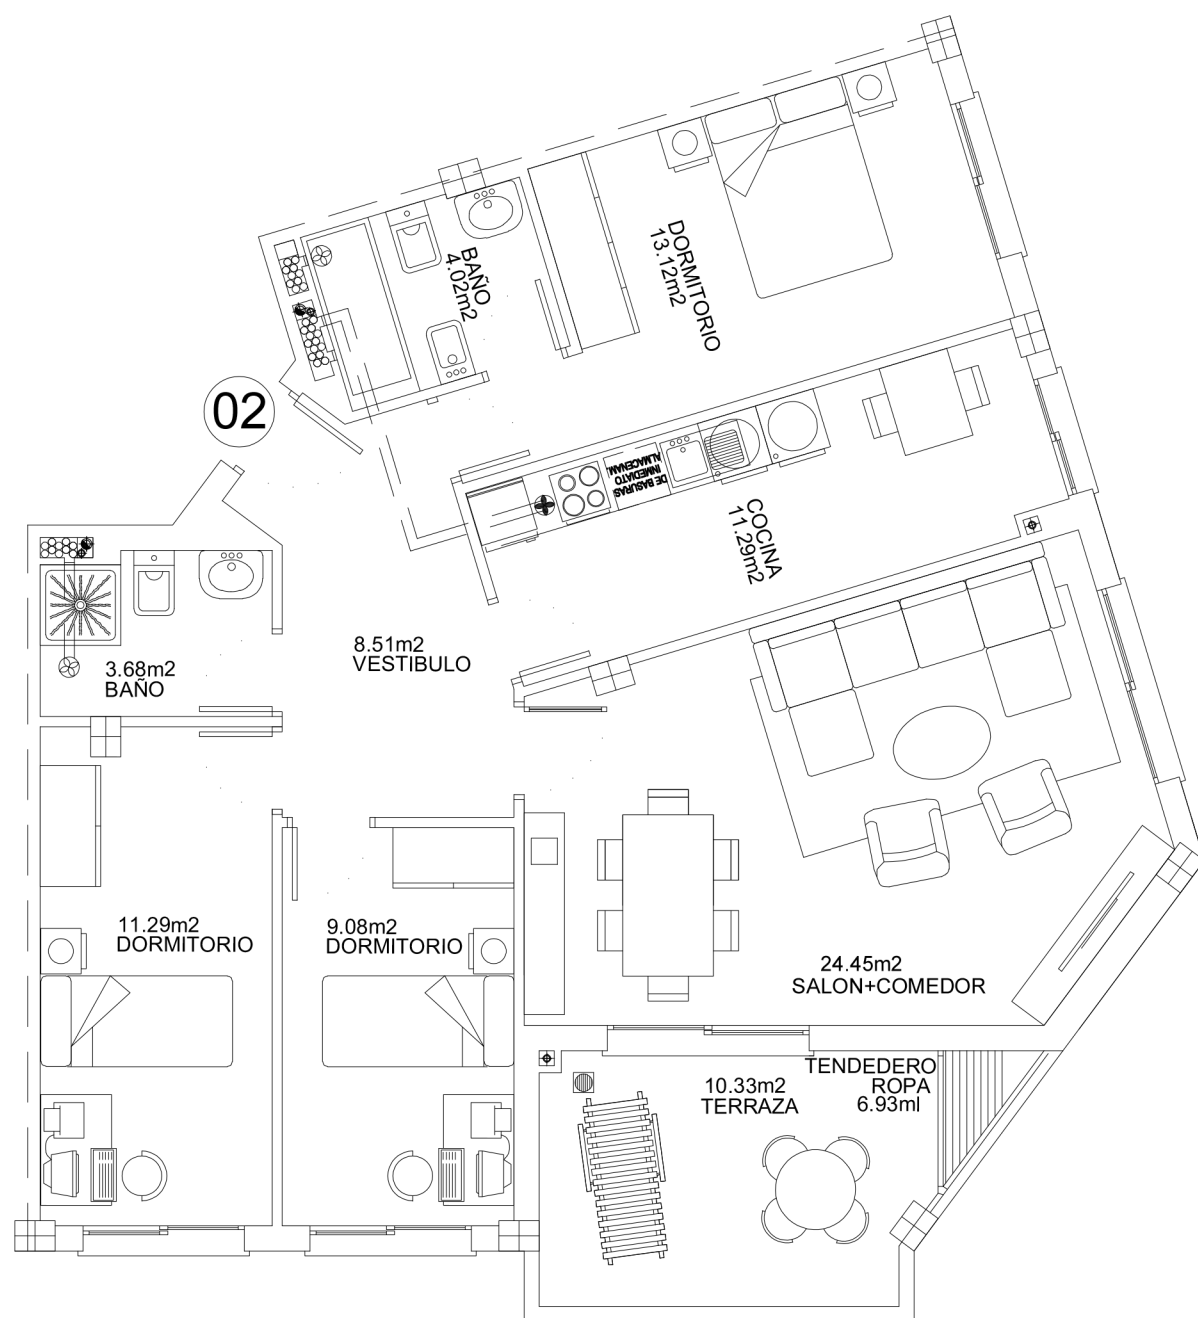 DORMITORIO
13.12m2
BAÑO
4.02m2
02
ALMACENAM.
INMEDIATO
DE BASURAS
COCINA
11.29m2
8.51m2
VESTIBULO
3.68m2
BAÑO
11.29m2
DORMITORIO
9.08m2
DORMITORIO
24.45m2
SALON+COMEDOR
10.33m2
TERRAZA
TENDEDERO
ROPA
6.93ml